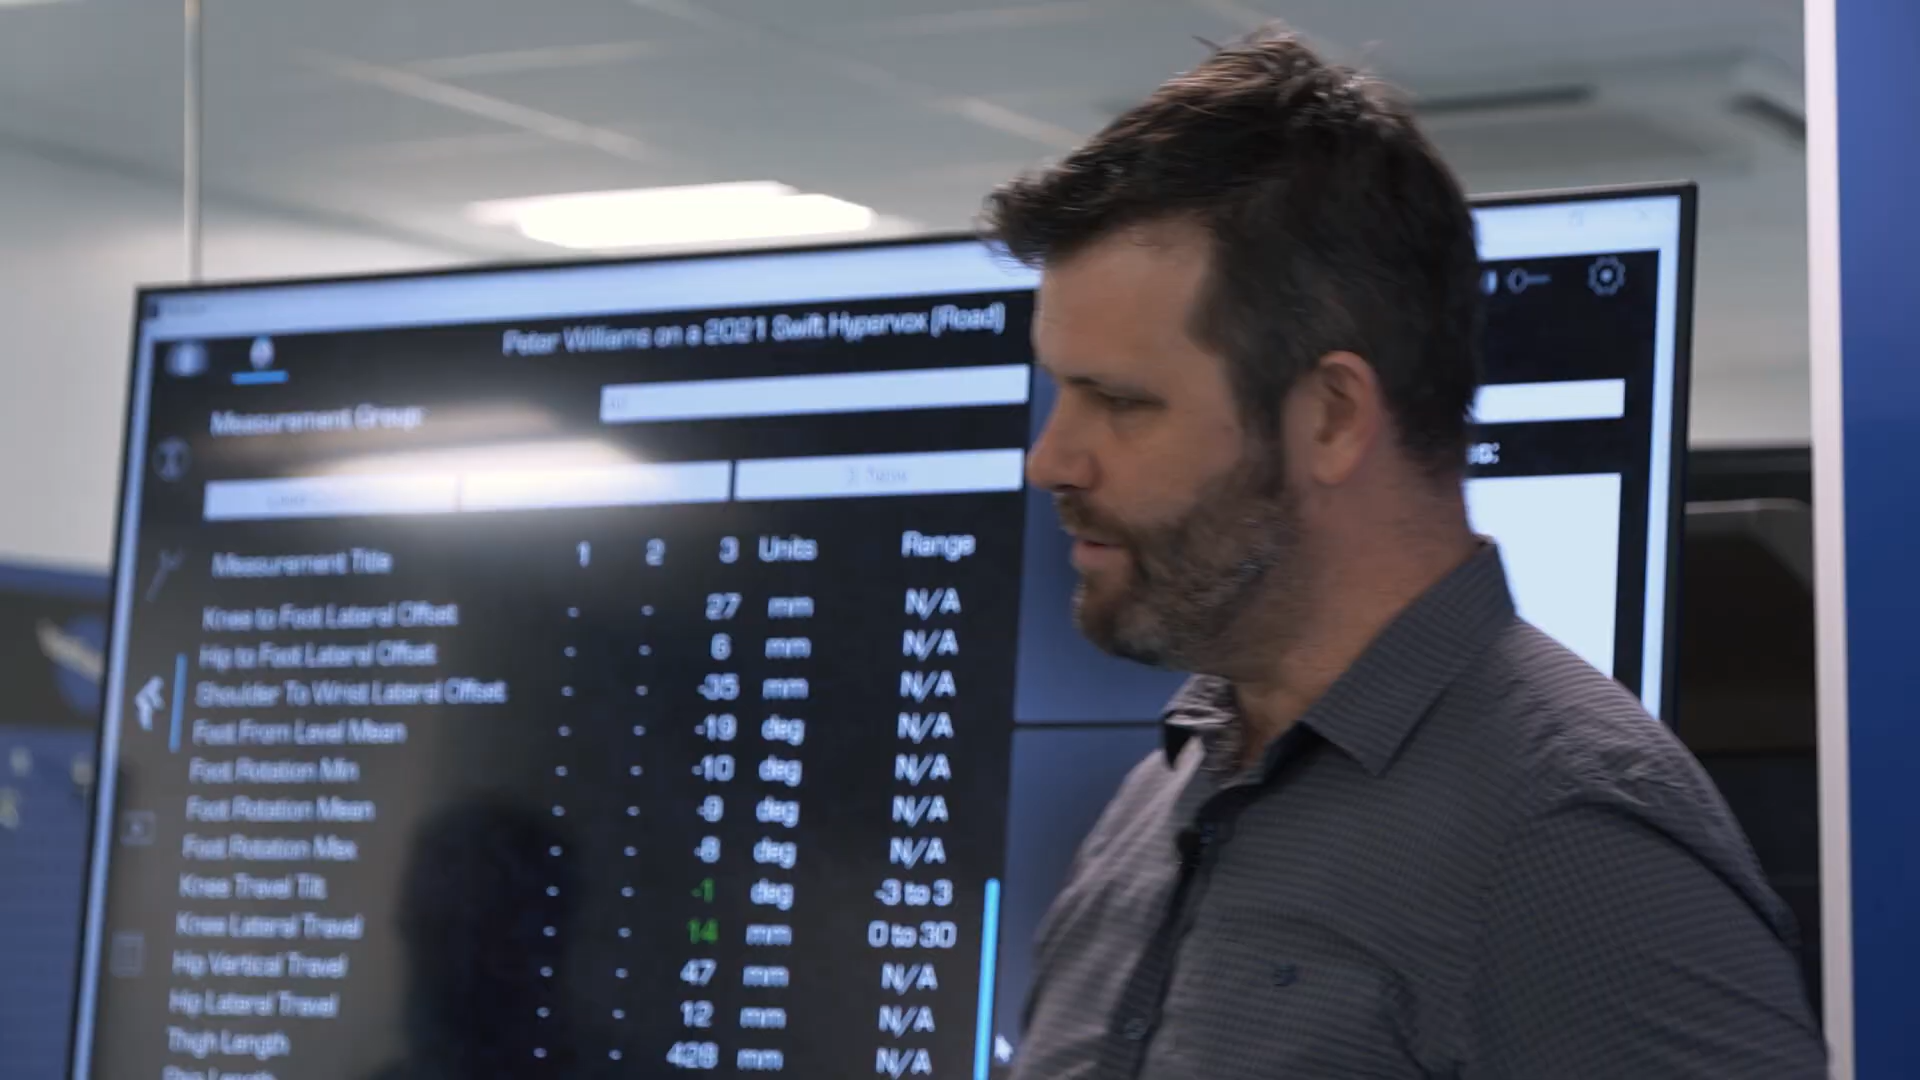 Peter Williams on a 2021 Swift Hypervox [Road]
Measurement Group:
Measurement Title 1 2 3 Units Range
Knee to Foot Lateral Offset - - 27 mm N/A
Hip to Foot Lateral Offset - - 6 mm N/A
Shoulder To Wrist Lateral Offset - - -35 mm N/A
Foot From Level Mean - - -19 deg N/A
Foot Rotation Min - - -10 deg N/A
Foot Rotation Mean - - -9 deg N/A
Foot Rotation Max - - -8 deg N/A
Knee Travel Tilt - - -1 deg -3 to 3
Knee Lateral Travel - - 14 mm 0 to 30
Hip Vertical Travel - - 47 mm N/A
Hip Lateral Travel - - 12 mm N/A
Thigh Length - - 428 mm N/A